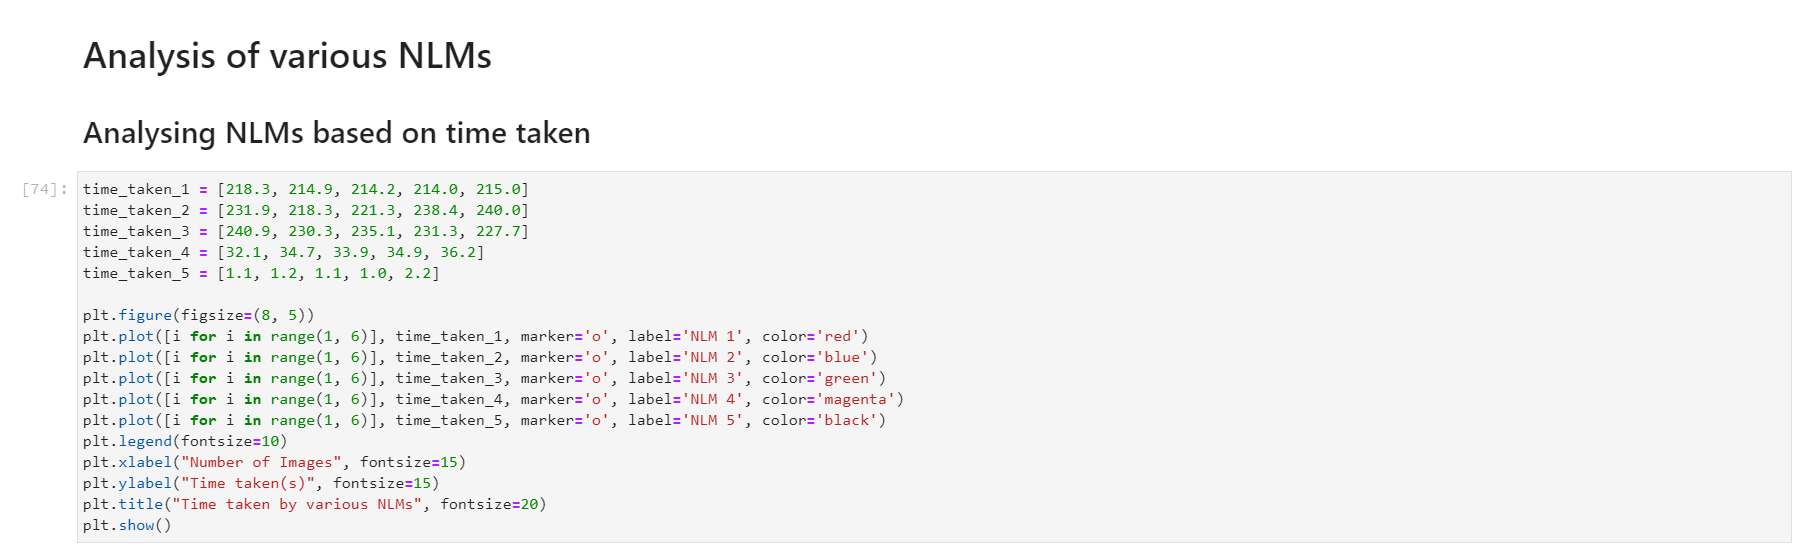 Analysis of various NLMs
Analysing NLMs based on time taken
[74]:
time_taken_1 = [218.3, 214.9, 214.2, 214.0, 215.0]
time_taken_2 = [231.9, 218.3, 221.3, 238.4, 240.0]
time_taken_3 = [240.9, 230.3, 235.1, 231.3, 227.7]
time_taken_4 = [32.1, 34.7, 33.9, 34.9, 36.2]
time_taken_5 = [1.1, 1.2, 1.1, 1.0, 2.2]
plt.figure(figsize=(8, 5))
plt.plot([i for i in range(1, 6)], time_taken_1, marker='o', label='NLM 1', color='red')
plt.plot([i for i in range(1, 6)], time_taken_2, marker='o', label='NLM 2', color='blue')
plt.plot([i for i in range(1, 6)], time_taken_3, marker='o', label='NLM 3', color='green')
plt.plot([i for i in range(1, 6)], time_taken_4, marker='o', label='NLM 4', color='magenta')
plt.plot([i for i in range(1, 6)], time_taken_5, marker='o', label='NLM 5', color='black')
plt.legend(fontsize=10)
plt.xlabel("Number of Images", fontsize=15)
plt.ylabel("Time taken(s)", fontsize=15)
plt.title("Time taken by various NLMs", fontsize=20)
plt.show()